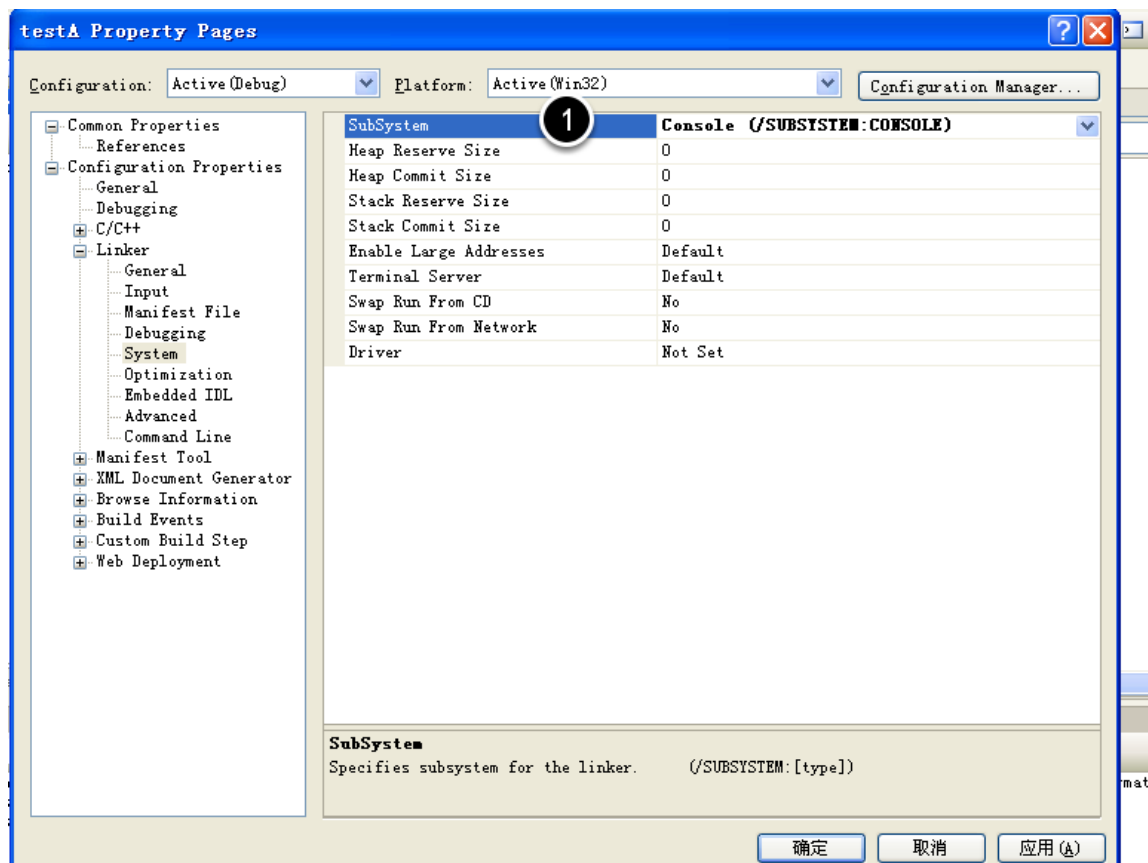 testA Property Pages
Configuration: Active(Debug) Platform: Active(Win32) Configuration Manager...
Common Properties
References
Configuration Properties
General
Debugging
C/C++
Linker
General
Input
Manifest File
Debugging
System
Optimization
Embedded IDL
Advanced
Command Line
Manifest Tool
XML Document Generator
Browse Information
Build Events
Custom Build Step
Web Deployment
SubSystem 1 Console (/SUBSYSTEM:CONSOLE)
Heap Reserve Size 0
Heap Commit Size 0
Stack Reserve Size 0
Stack Commit Size 0
Enable Large Addresses Default
Terminal Server Default
Swap Run From CD No
Swap Run From Network No
Driver Not Set
SubSystem
Specifies subsystem for the linker. (/SUBSYSTEM:[type])
mat
确定 取消 应用(A)